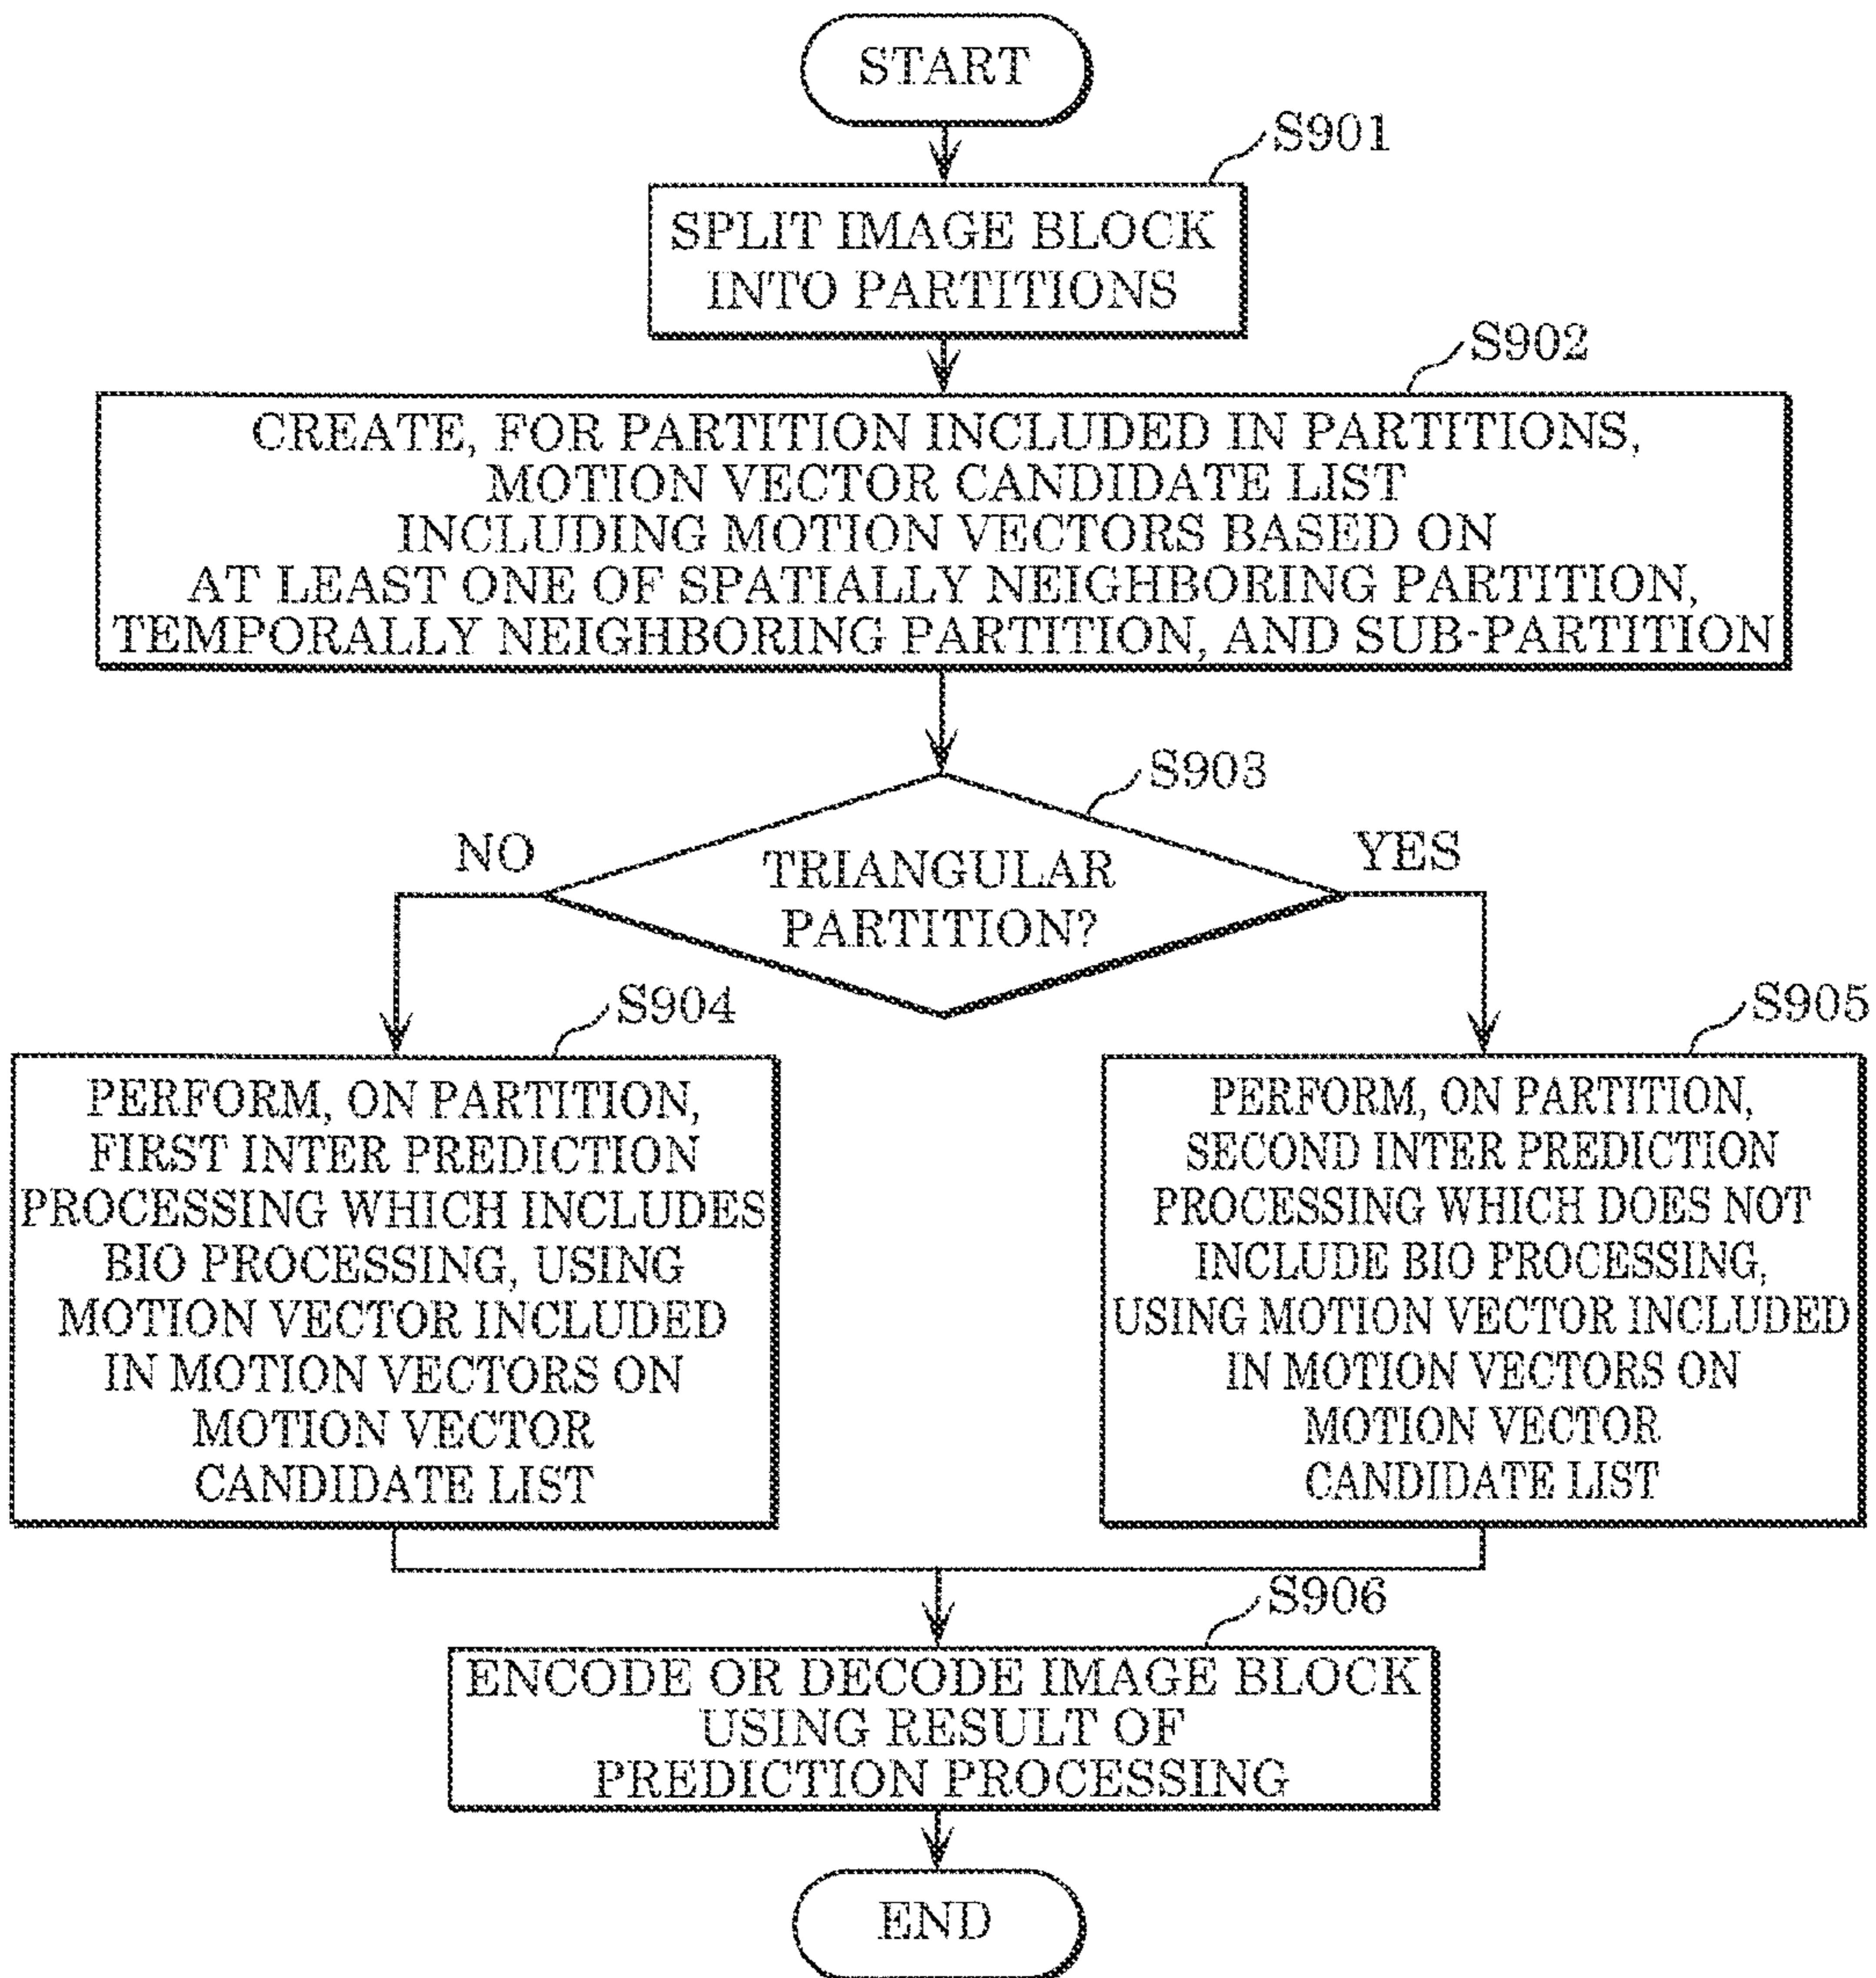 START
S901
SPLIT IMAGE BLOCK
INTO PARTITIONS
S902
CREATE, FOR PARTITION INCLUDED IN PARTITIONS,
MOTION VECTOR CANDIDATE LIST
INCLUDING MOTION VECTORS BASED ON
AT LEAST ONE OF SPATIALLY NEIGHBORING PARTITION,
TEMPORALLY NEIGHBORING PARTITION, AND SUB-PARTITION
S903
NO
TRIANGULAR
PARTITION?
YES
S904
PERFORM, ON PARTITION,
FIRST INTER PREDICTION
PROCESSING WHICH INCLUDES
BIO PROCESSING, USING
MOTION VECTOR INCLUDED
IN MOTION VECTORS ON
MOTION VECTOR
CANDIDATE LIST
S905
PERFORM, ON PARTITION,
SECOND INTER PREDICTION
PROCESSING WHICH DOES NOT
INCLUDE BIO PROCESSING,
USING MOTION VECTOR INCLUDED
IN MOTION VECTORS ON
MOTION VECTOR
CANDIDATE LIST
S906
ENCODE OR DECODE IMAGE BLOCK
USING RESULT OF
PREDICTION PROCESSING
END